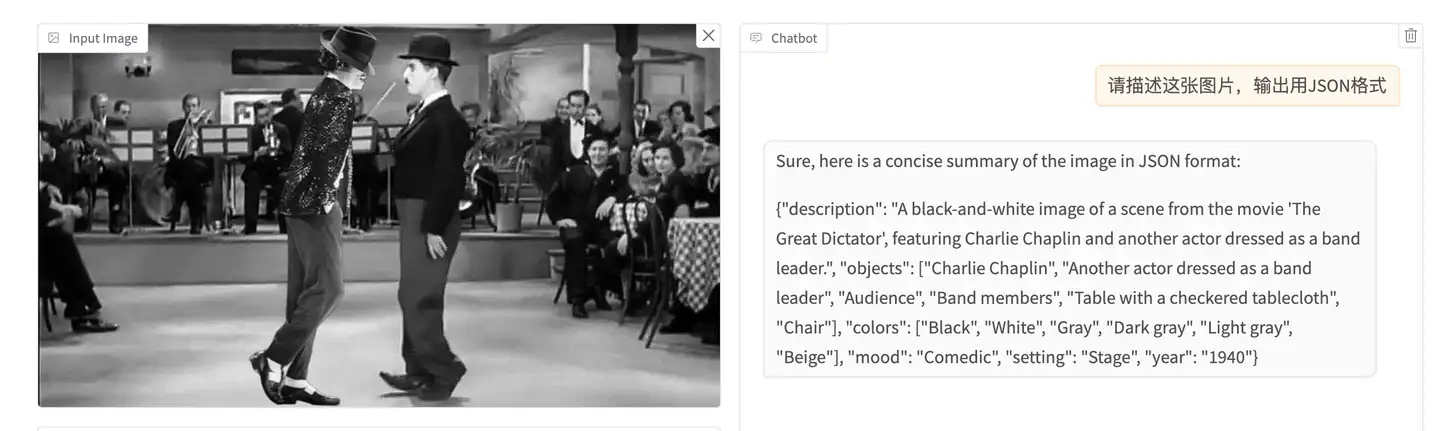 Input Image
Chatbot
请描述这张图片，输出用JSON格式
Sure, here is a concise summary of the image in JSON format:
{"description": "A black-and-white image of a scene from the movie 'The
Great Dictator', featuring Charlie Chaplin and another actor dressed as a band
leader.", "objects": ["Charlie Chaplin", "Another actor dressed as a band
leader", "Audience", "Band members", "Table with a checkered tablecloth",
"Chair"], "colors": ["Black", "White", "Gray", "Dark gray", "Light gray",
"Beige"], "mood": "Comedic", "setting": "Stage", "year": "1940"}